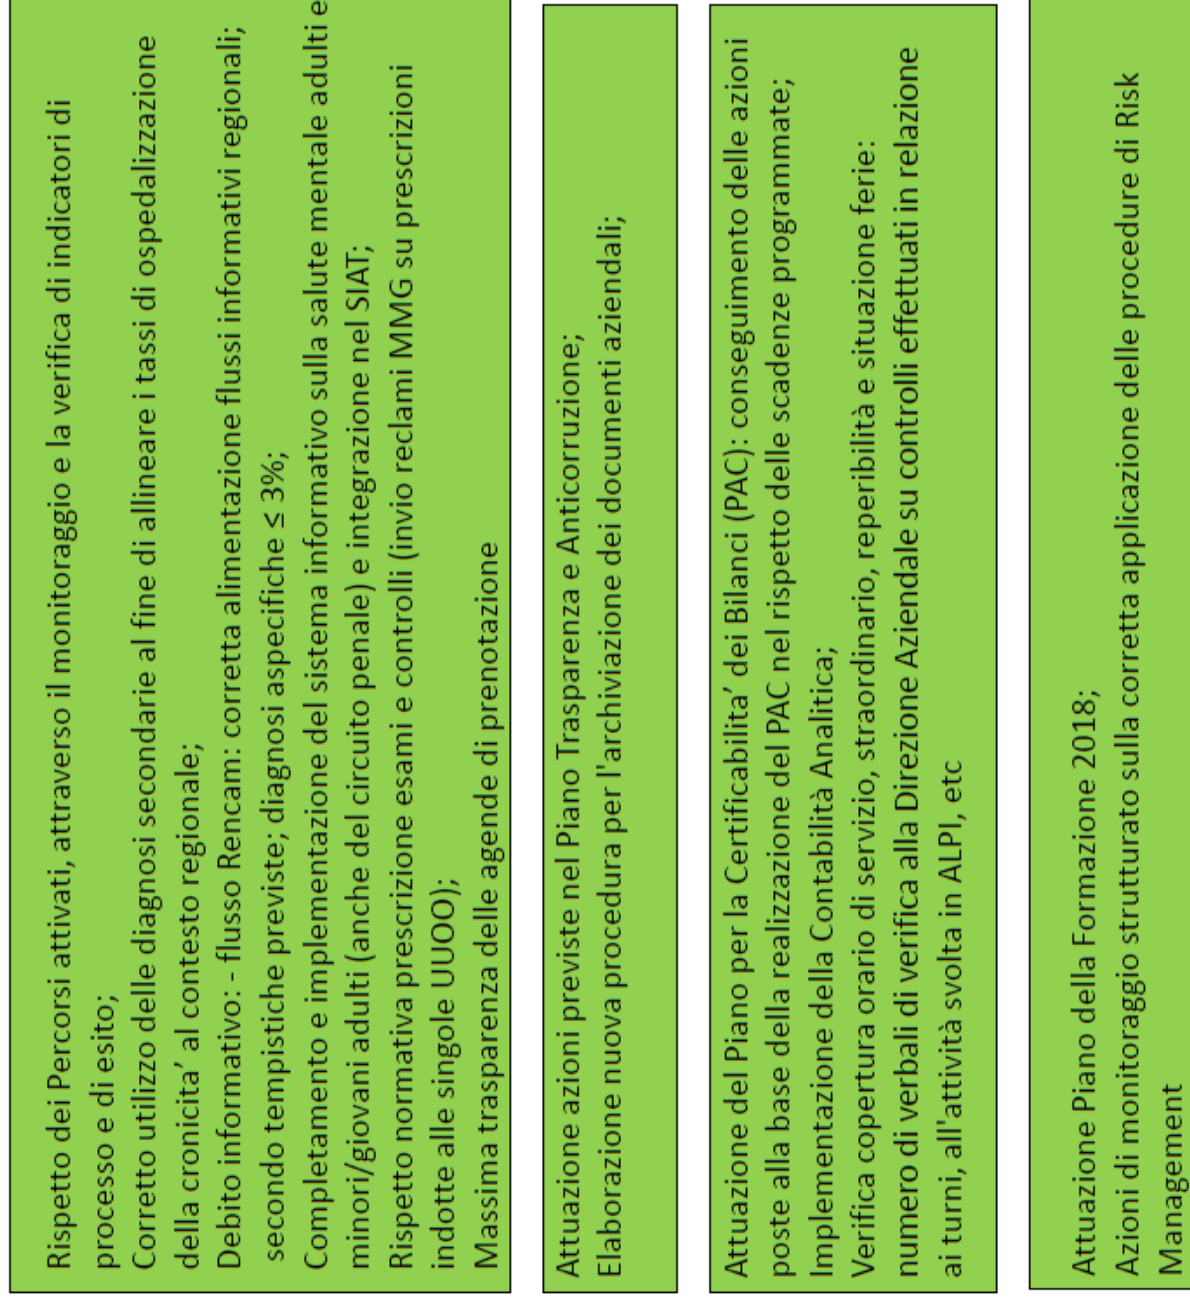 Rispetto dei Percorsi attivati, attraverso il monitoraggio e la verifica di indicatori di
processo e di esito;
Corretto utilizzo delle diagnosi secondarie al fine di allineare i tassi di ospedalizzazione
della cronicita' al contesto regionale;
Debito informativo: - flusso Rencam: corretta alimentazione flussi informativi regionali;
secondo tempistiche previste; diagnosi aspecifiche ≤ 3%;
Completamento e implementazione del sistema informativo sulla salute mentale adulti e
minori/giovani adulti (anche del circuito penale) e integrazione nel SIAT;
Rispetto normativa prescrizione esami e controlli (invio reclami MMG su prescrizioni
indotte alle singole UUOO);
Massima trasparenza delle agende di prenotazione
Attuazione azioni previste nel Piano Trasparenza e Anticorruzione;
Elaborazione nuova procedura per l'archiviazione dei documenti aziendali;
Attuazione del Piano per la Certificabilita' dei Bilanci (PAC): conseguimento delle azioni
poste alla base della realizzazione del PAC nel rispetto delle scadenze programmate;
Implementazione della Contabilità Analitica;
Verifica copertura orario di servizio, straordinario, reperibilità e situazione ferie:
numero di verbali di verifica alla Direzione Aziendale su controlli effettuati in relazione
ai turni, all'attività svolta in ALPI, etc
Attuazione Piano della Formazione 2018;
Azioni di monitoraggio strutturato sulla corretta applicazione delle procedure di Risk
Management